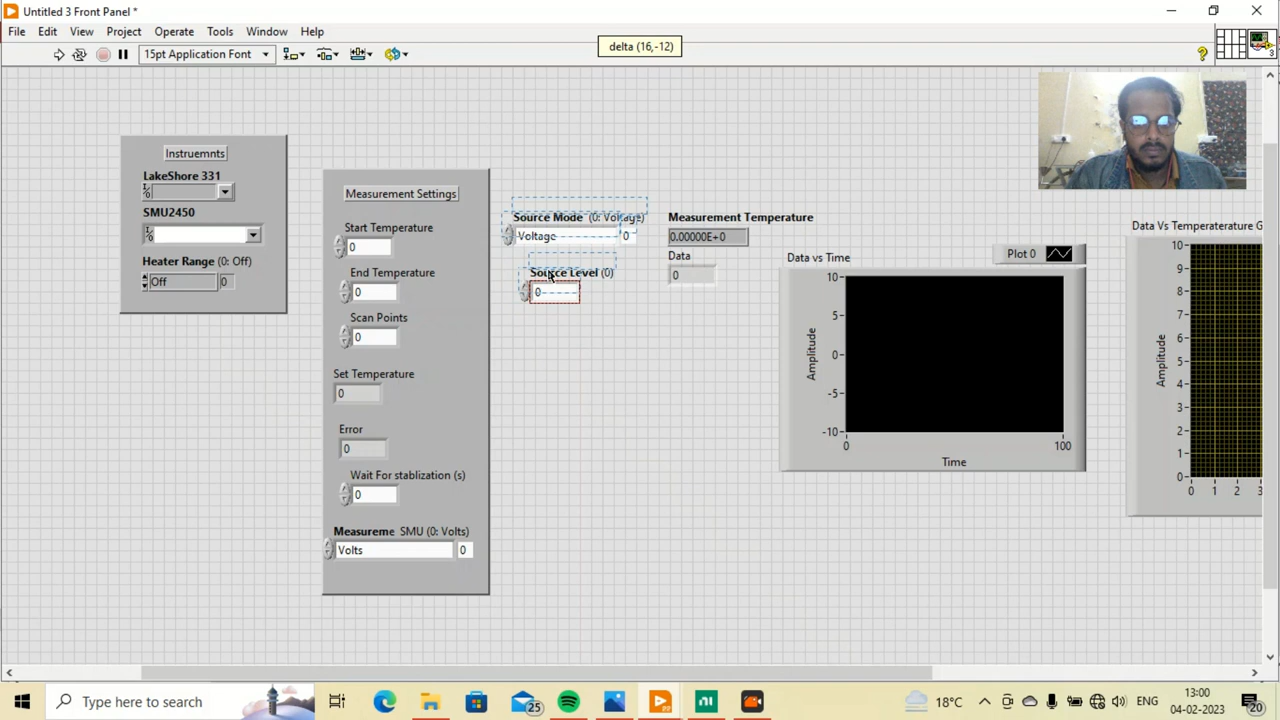 Untitled 3 Front Panel *
File Edit View Project Operate Tools Window Help
15pt Application Font
delta (16,-12)
?
3
Instruemnts
LakeShore 331
SMU2450
Heater Range (0: Off)
Off 0
Measurement Settings
Start Temperature
0
End Temperature
0
Scan Points
0
Set Temperature
0
Error
0
Wait For stablization (s)
0
Measureme SMU (0: Volts)
Volts 0
Source Mode (0: Voltage)
Voltage 0
Source Level (0)
0
Measurement Temperature
0.00000E+0
Data
0
Data vs Time
Plot 0
Amplitude
10
5
0
-5
-10
0 100
Time
Data Vs Temperaterature G
Amplitude
10
9
8
7
6
5
4
3
2
1
0
0 1 2 3
Type here to search
25
18°C
ENG
13:00
04-02-2023
20